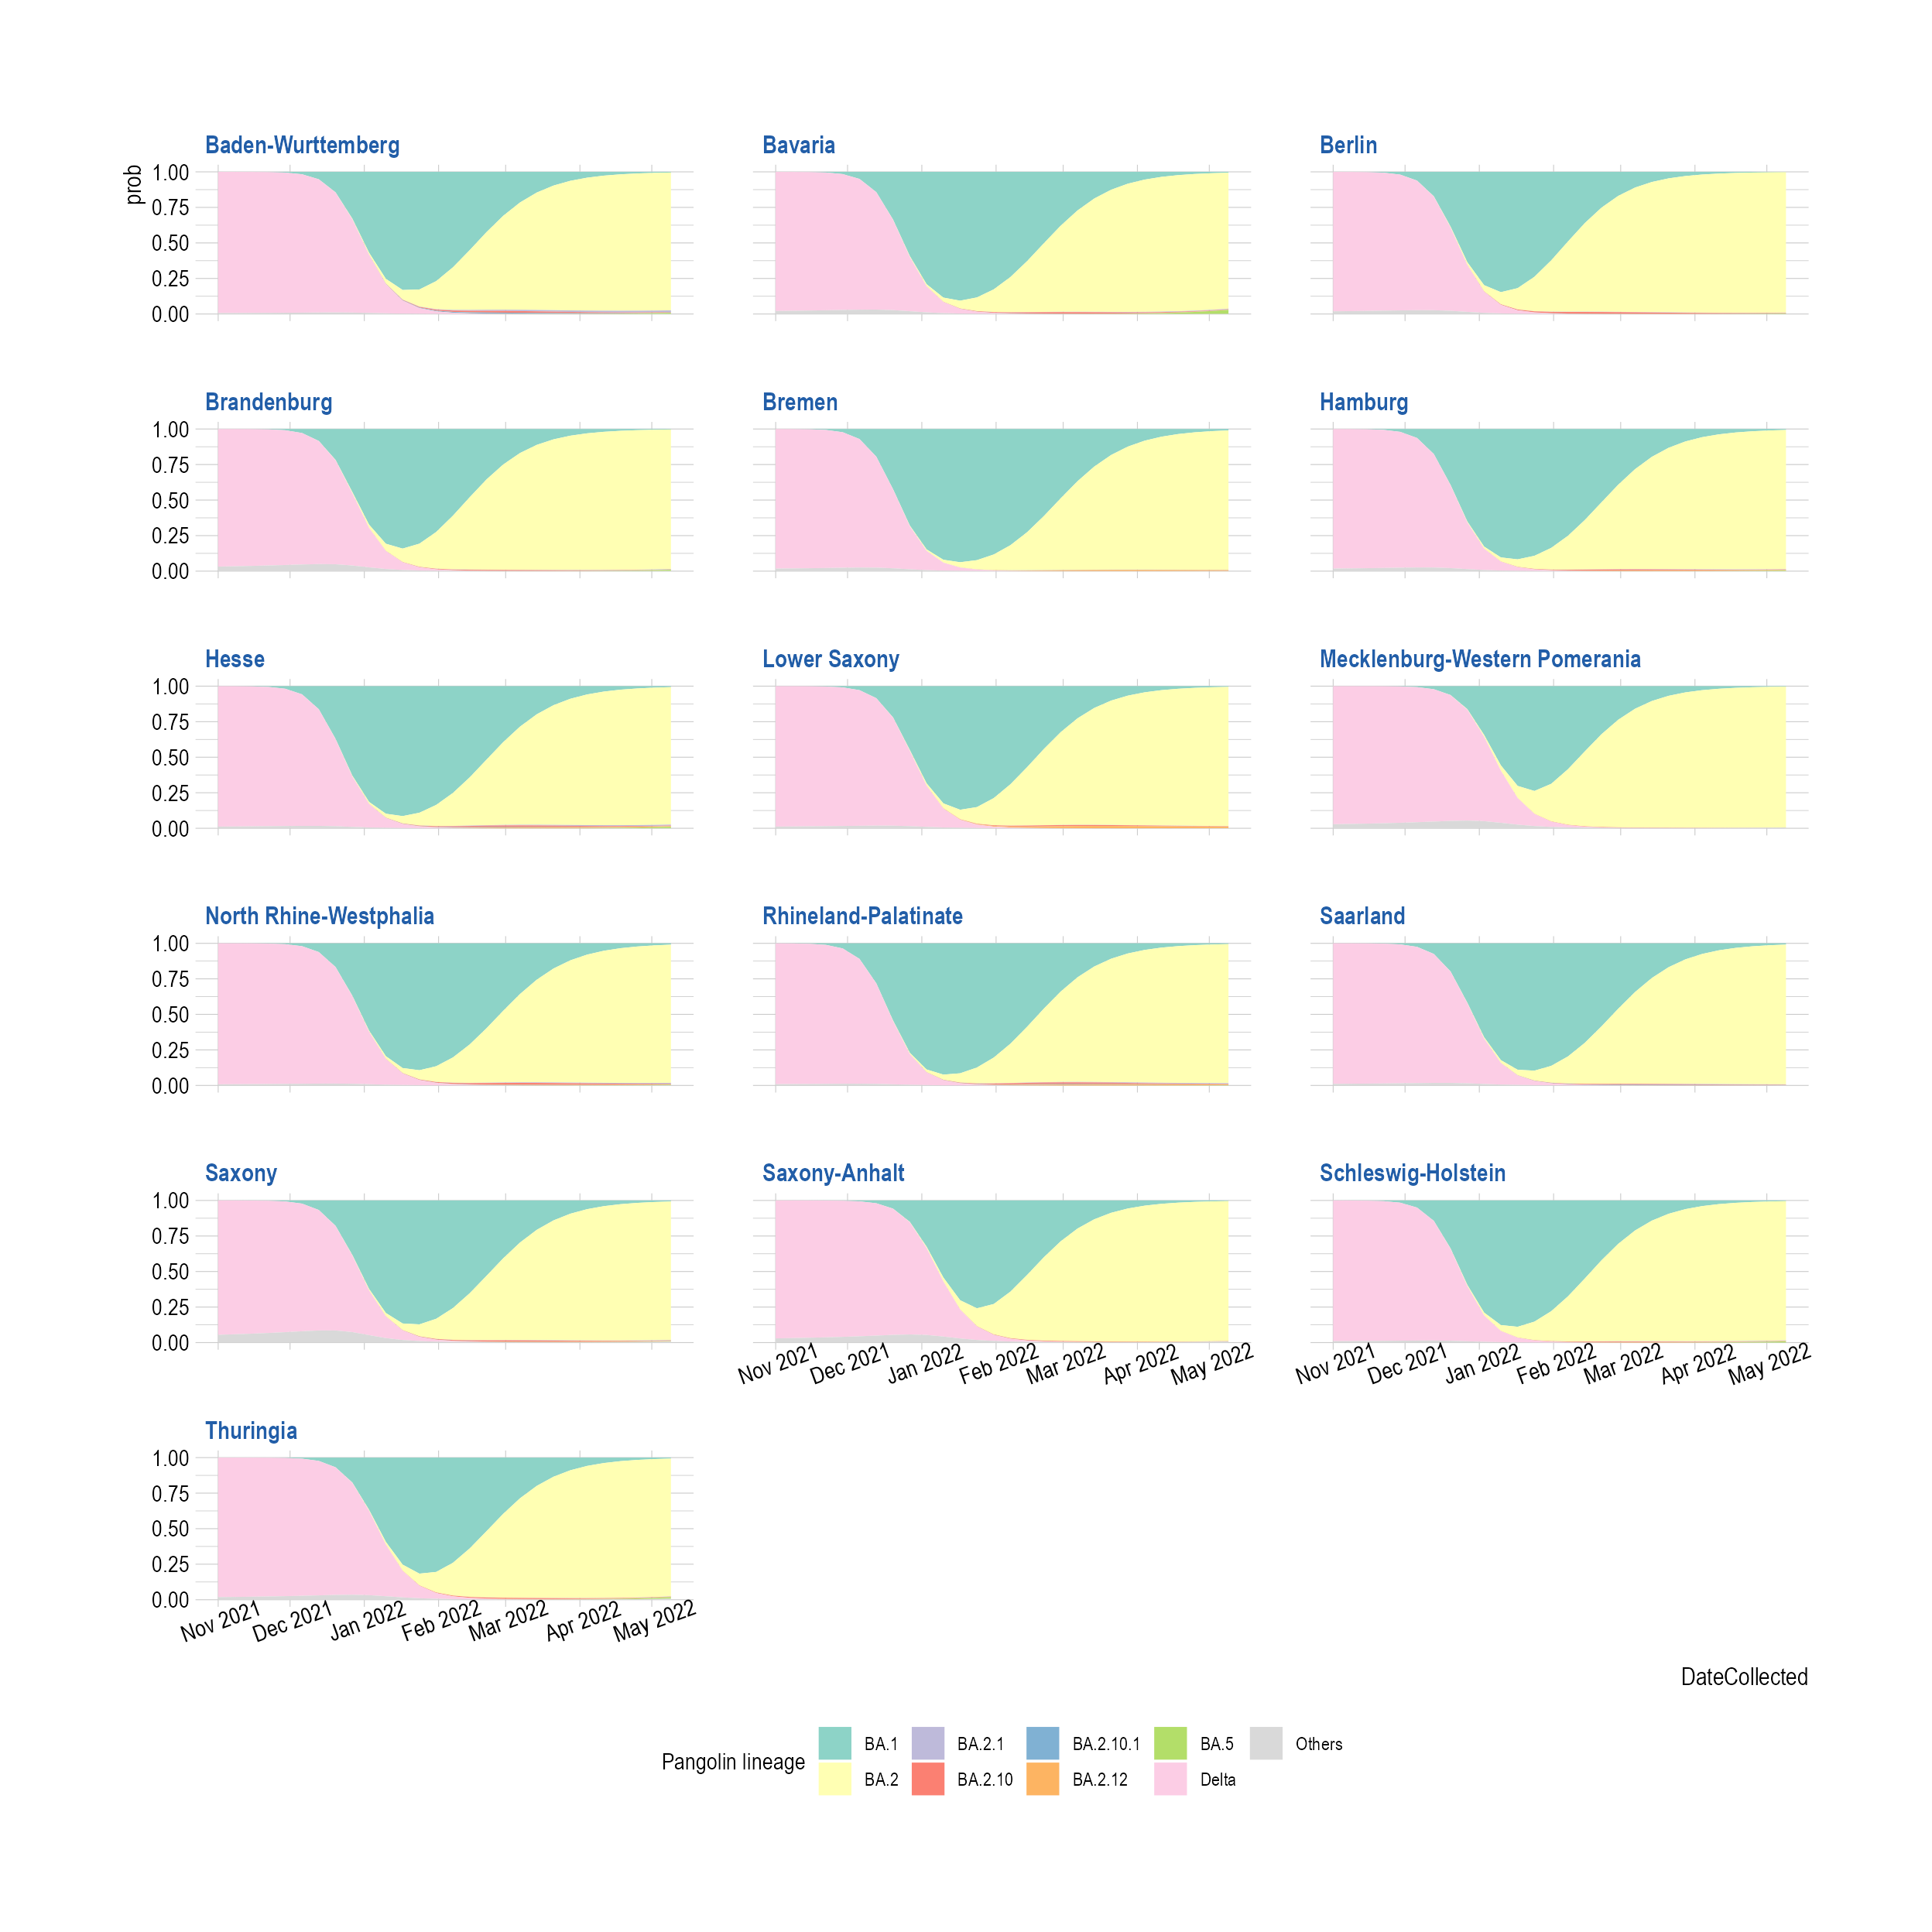 Baden-Wurttemberg
Bavaria
Berlin
prob
1.00
0.75
0.50
0.25
0.00
Brandenburg
Bremen
Hamburg
1.00
0.75
0.50
0.25
0.00
Hesse
Lower Saxony
Mecklenburg-Western Pomerania
1.00
0.75
0.50
0.25
0.00
North Rhine-Westphalia
Rhineland-Palatinate
Saarland
1.00
0.75
0.50
0.25
0.00
Saxony
Saxony-Anhalt
Schleswig-Holstein
1.00
0.75
0.50
0.25
0.00
Nov 2021 Dec 2021 Jan 2022 Feb 2022 Mar 2022 Apr 2022 May 2022
Nov 2021 Dec 2021 Jan 2022 Feb 2022 Mar 2022 Apr 2022 May 2022
Thuringia
1.00
0.75
0.50
0.25
0.00
Nov 2021 Dec 2021 Jan 2022 Feb 2022 Mar 2022 Apr 2022 May 2022
DateCollected
Pangolin lineage
BA.1 BA.2.1 BA.2.10.1 BA.5 Others
BA.2 BA.2.10 BA.2.12 Delta